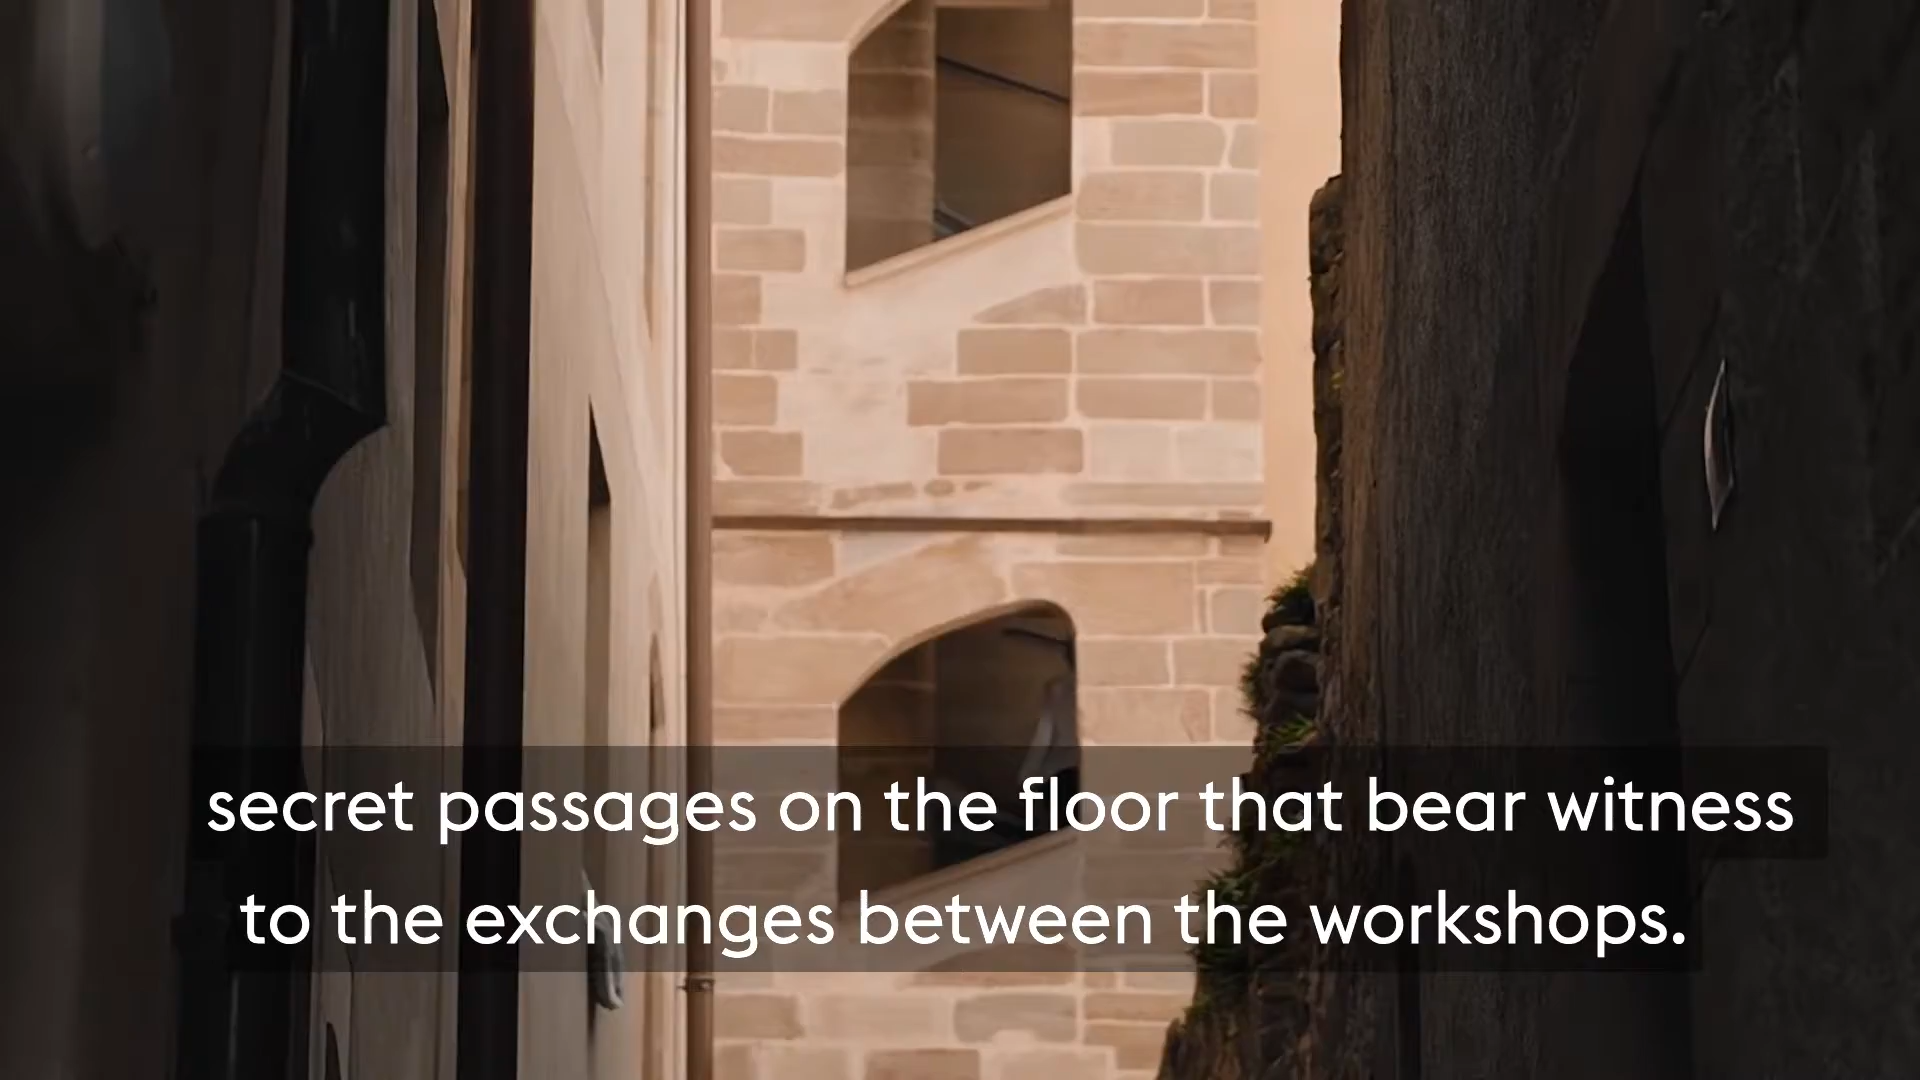 secret passages on the floor that bear witness
to the exchanges between the workshops.